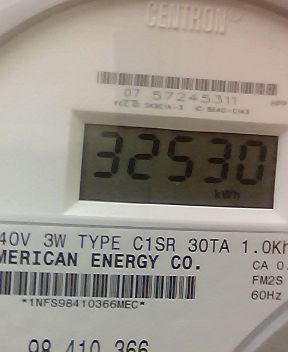 CENTRON®
07 57245311
32530
kWh
40V 3W TYPE C1SR 30TA 1.0Kh
MERICAN ENERGY CO.
CA 0.
FM2S
60Hz
*1NFS98410366MEC*
98 410 366